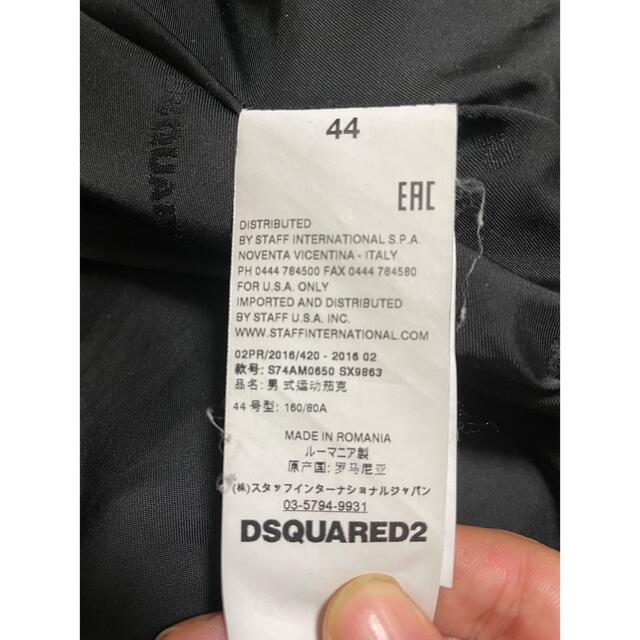 44
EAC
DISTRIBUTED
BY STAFF INTERNATIONAL S.P.A.
NOVENTA VICENTINA - ITALY
PH 0444 784500 FAX 0444 784580
FOR U.S.A. ONLY
IMPORTED AND DISTRIBUTED
BY STAFF U.S.A. INC.
WWW.STAFFINTERNATIONAL.COM
02PR/2016/420 - 2016 02
款号: S74AM0650 SX9863
品名: 男 式运动茄克
44 号型: 160/80A
MADE IN ROMANIA
ルーマニア製
原产国: 罗马尼亚
(株)スタッフインターナショナルジャパン
03-5794-9931
DSQUARED2